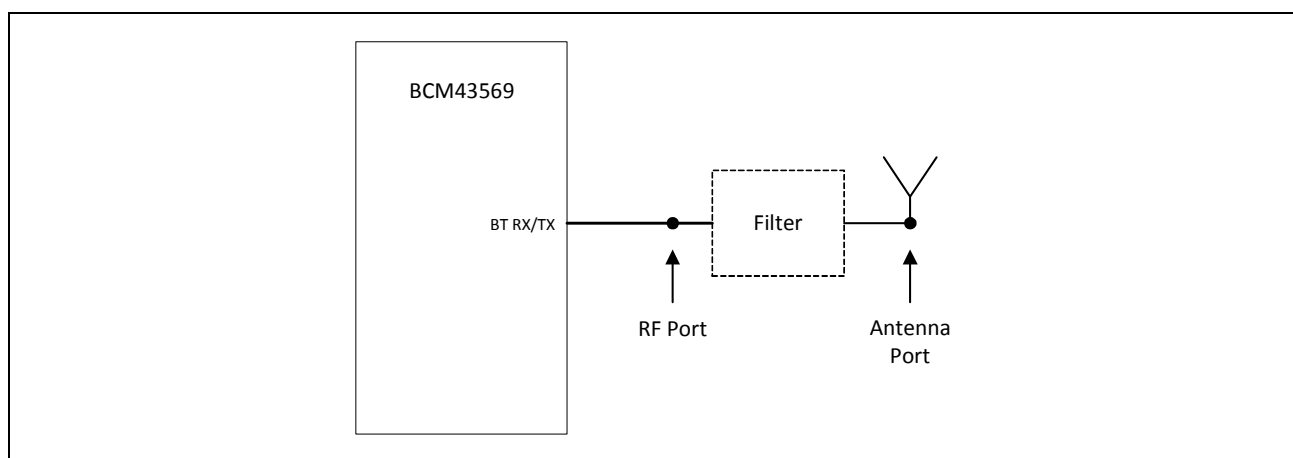 BCM43569
BT RX/TX
Filter
RF Port
Antenna
Port